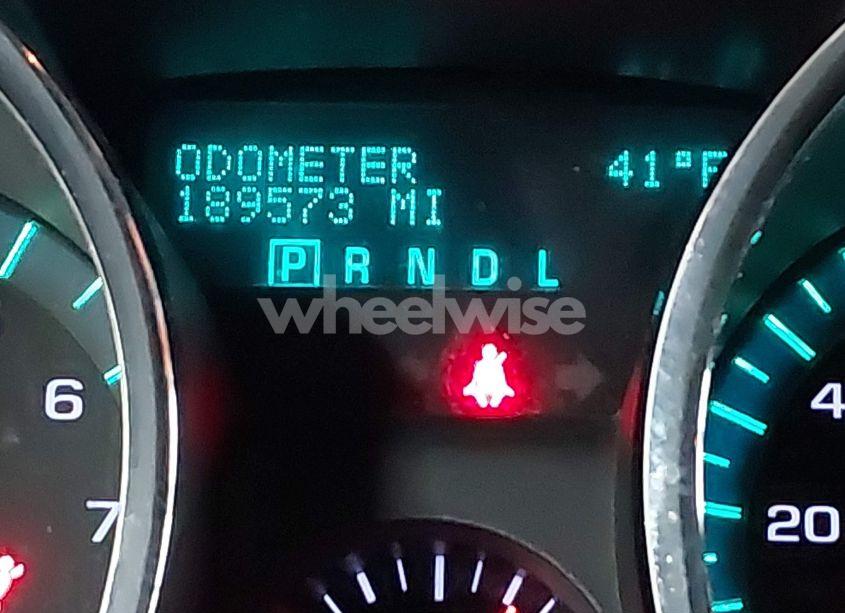 ODOMETER 41°F
189573 MI
P R N D L
wheelwise
6 4
7 20